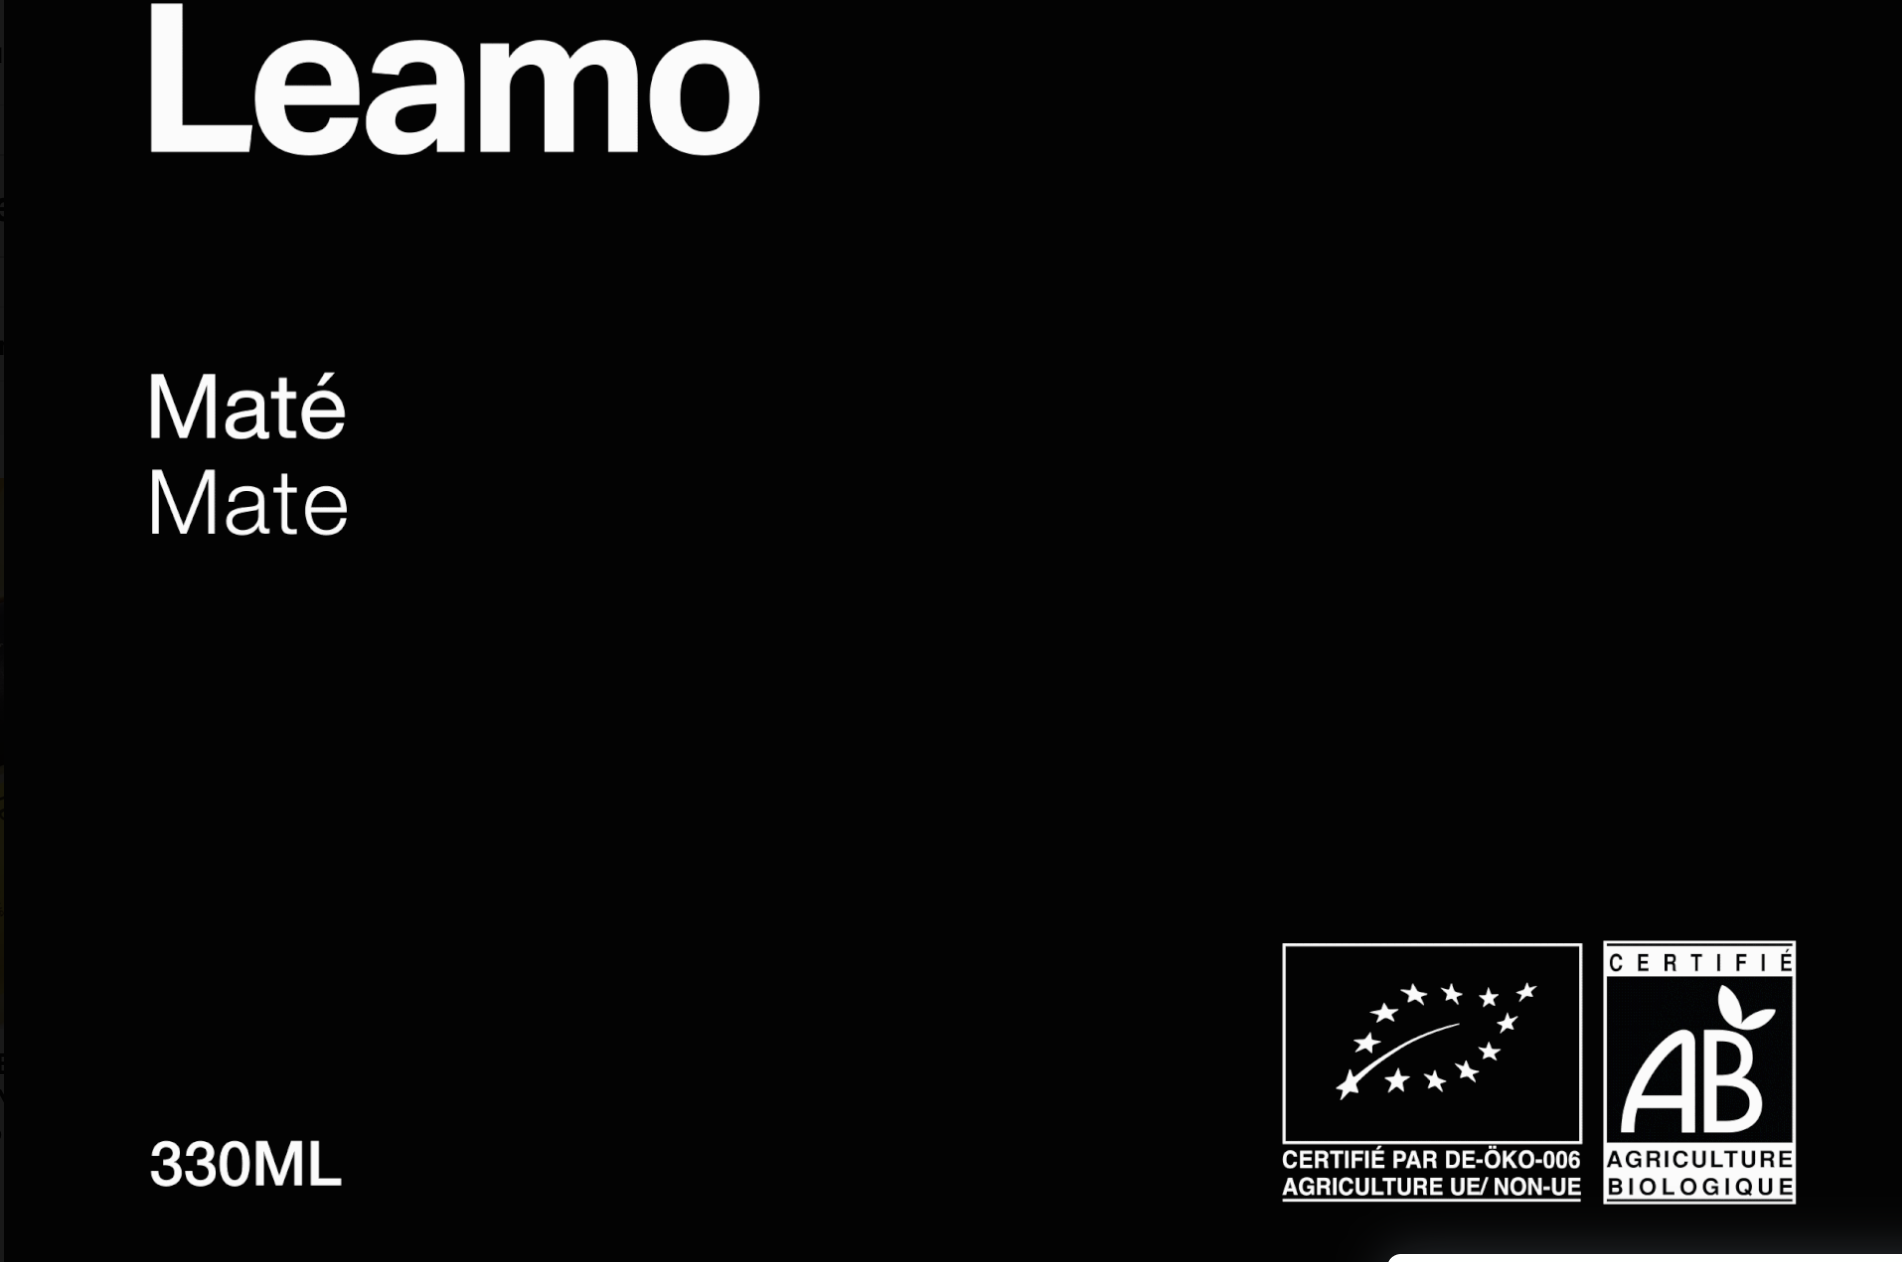 Leamo
Maté
Mate
330ML
CERTIFIÉ PAR DE-ÖKO-006
AGRICULTURE UE/ NON-UE
CERTIFIÉ
AB
AGRICULTURE
BIOLOGIQUE